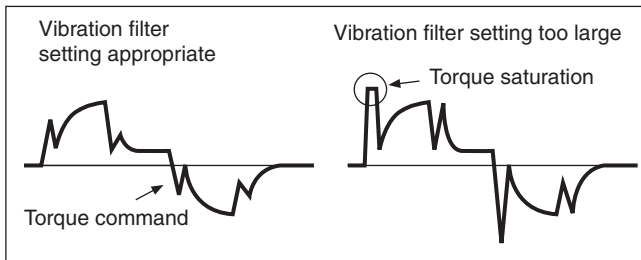 Vibration filter
setting appropriate
Torque command
Vibration filter setting too large
Torque saturation